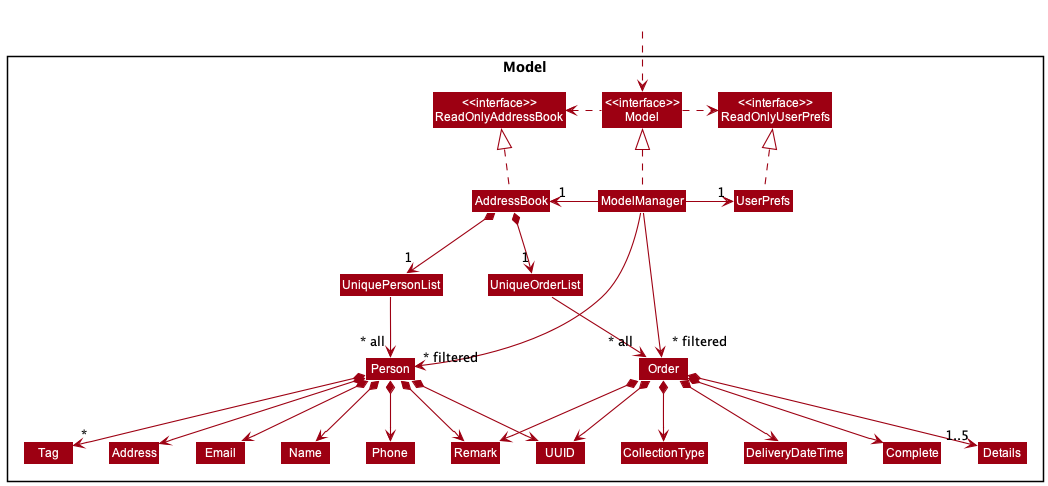 Model
<<interface>>
ReadOnlyAddressBook
<<interface>>
Model
<<interface>>
ReadOnlyUserPrefs
AddressBook
1
ModelManager
1
UserPrefs
1
1
UniquePersonList
UniqueOrderList
* all
* filtered
* all
* filtered
Person
Order
*
1..5
Tag
Address
Email
Name
Phone
Remark
UUID
CollectionType
DeliveryDateTime
Complete
Details